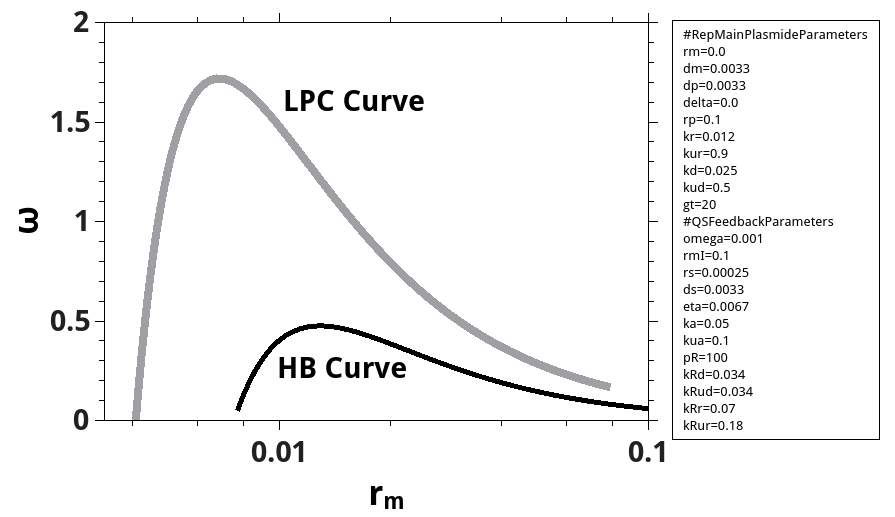 2
1.5
1
0.5
0
ω
LPC Curve
HB Curve
0.01
0.1
rm
#RepMainPlasmideParameters
rm=0.0
dm=0.0033
dp=0.0033
delta=0.0
rp=0.1
kr=0.012
kur=0.9
kd=0.025
kud=0.5
gt=20
#QSFeedbackParameters
omega=0.001
rmI=0.1
rs=0.00025
ds=0.0033
eta=0.0067
ka=0.05
kua=0.1
pR=100
kRd=0.034
kRud=0.034
kRr=0.07
kRur=0.18